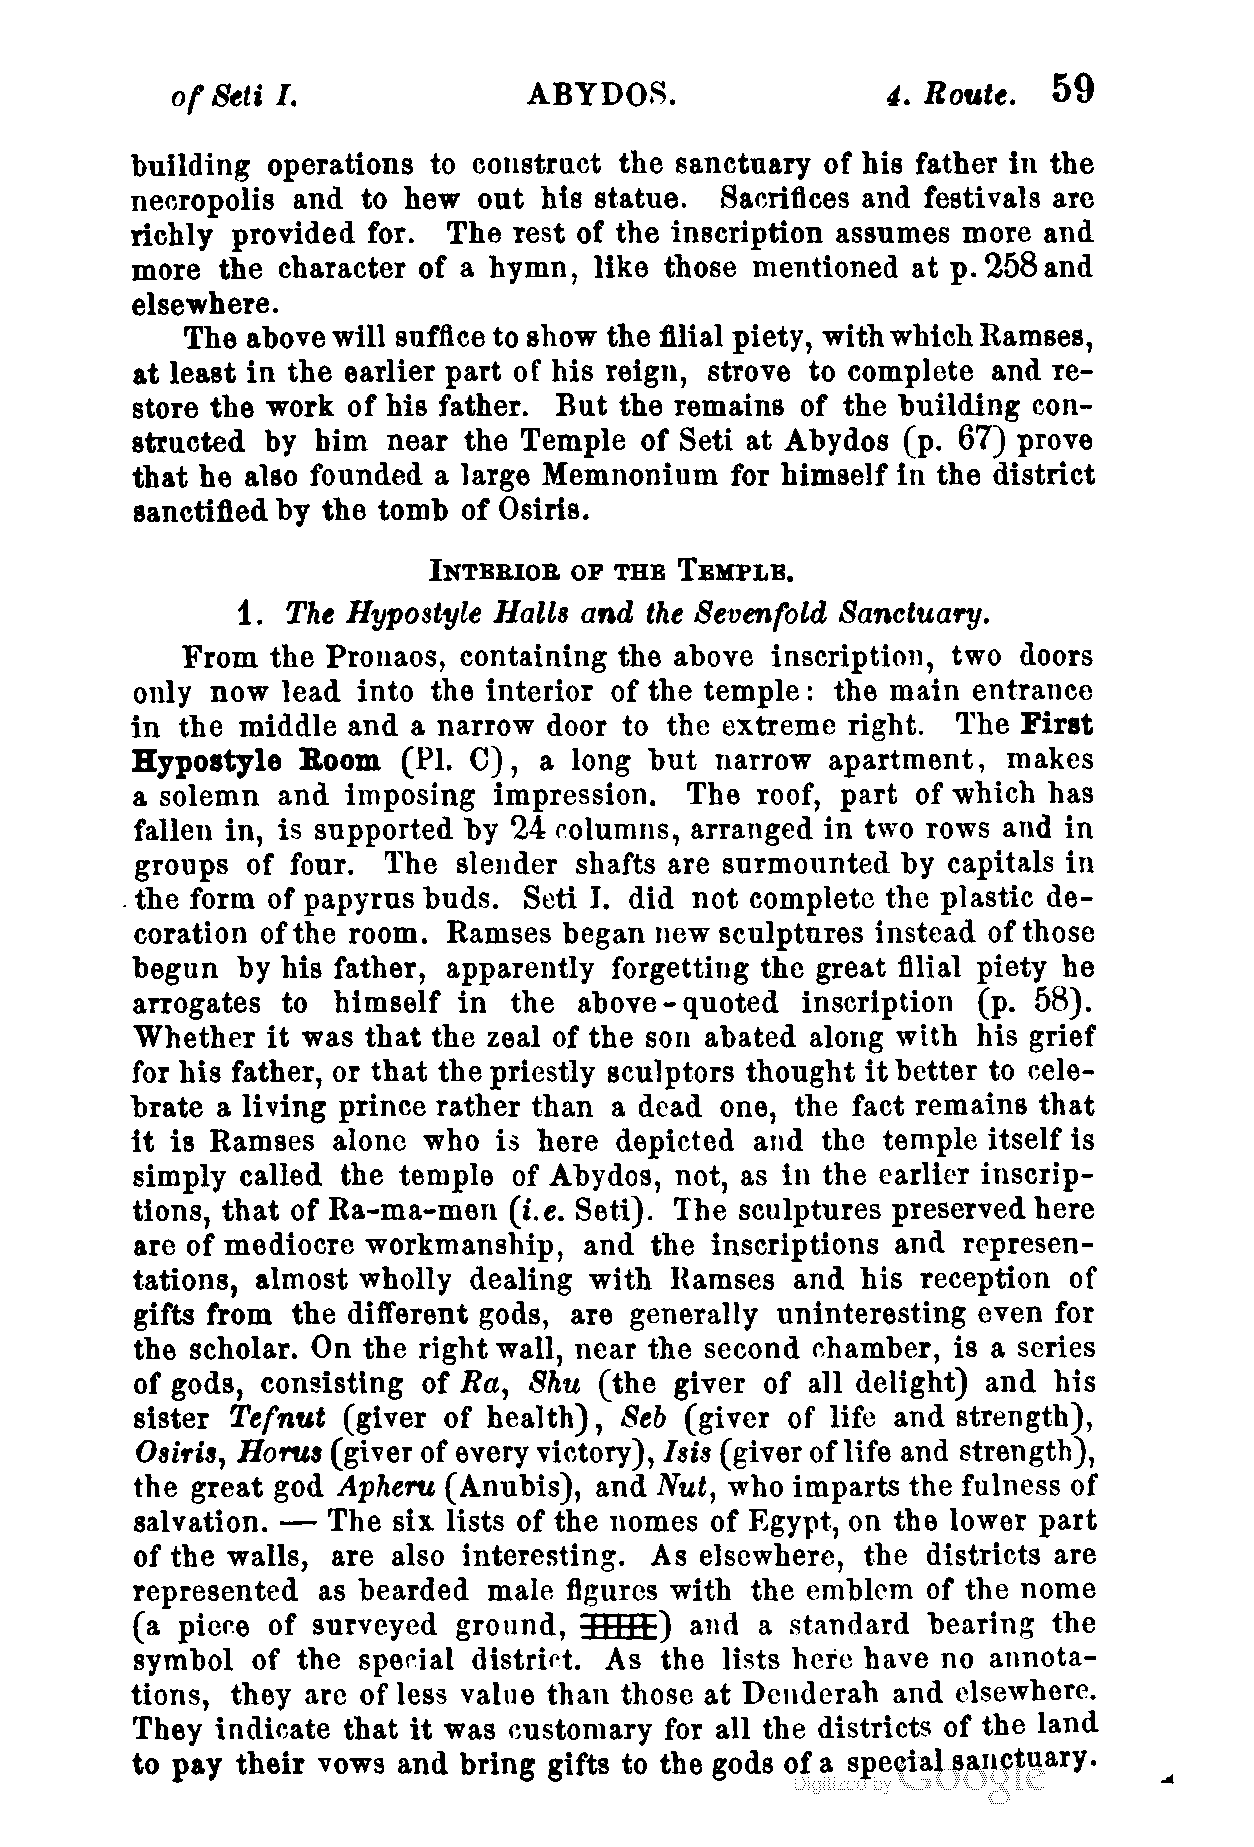 of Seti I. ABYDOS. 4. Route. 59
building operations to construct the sanctuary of his father in the
necropolis and to hew out his statue. Sacrifices and festivals are
richly provided for. The rest of the inscription assumes more and
more the character of a hymn, like those mentioned at p. 258 and
elsewhere.
The above will suffice to show the filial piety, with which Ramses,
at least in the earlier part of his reign, strove to complete and re-
store the work of his father. But the remains of the building con-
structed by him near the Temple of Seti at Abydos (p. 67) prove
that he also founded a large Memnonium for himself in the district
sanctified by the tomb of Osiris.
INTERIOR OF THE TEMPLE.
1. The Hypostyle Halls and the Sevenfold Sanctuary.
From the Pronaos, containing the above inscription, two doors
only now lead into the interior of the temple: the main entrance
in the middle and a narrow door to the extreme right. The First
Hypostyle Room (Pl. C), a long but narrow apartment, makes
a solemn and imposing impression. The roof, part of which has
fallen in, is supported by 24 columns, arranged in two rows and in
groups of four. The slender shafts are surmounted by capitals in
the form of papyrus buds. Seti I. did not complete the plastic de-
coration of the room. Ramses began new sculptures instead of those
begun by his father, apparently forgetting the great filial piety he
arrogates to himself in the above-quoted inscription (p. 58).
Whether it was that the zeal of the son abated along with his grief
for his father, or that the priestly sculptors thought it better to cele-
brate a living prince rather than a dead one, the fact remains that
it is Ramses alone who is here depicted and the temple itself is
simply called the temple of Abydos, not, as in the earlier inscrip-
tions, that of Ra-ma-men (i.e. Seti). The sculptures preserved here
are of mediocre workmanship, and the inscriptions and represen-
tations, almost wholly dealing with Ramses and his reception of
gifts from the different gods, are generally uninteresting even for
the scholar. On the right wall, near the second chamber, is a series
of gods, consisting of Ra, Shu (the giver of all delight) and his
sister Tefnut (giver of health), Seb (giver of life and strength),
Osiris, Horus (giver of every victory), Isis (giver of life and strength),
the great god Apheru (Anubis), and Nut, who imparts the fulness of
salvation. — The six lists of the nomes of Egypt, on the lower part
of the walls, are also interesting. As elsewhere, the districts are
represented as bearded male figures with the emblem of the nome
(a piece of surveyed ground, ) and a standard bearing the
symbol of the special district. As the lists here have no annota-
tions, they are of less value than those at Denderah and elsewhere.
They indicate that it was customary for all the districts of the land
to pay their vows and bring gifts to the gods of a special sanctuary.
Digitized by Google